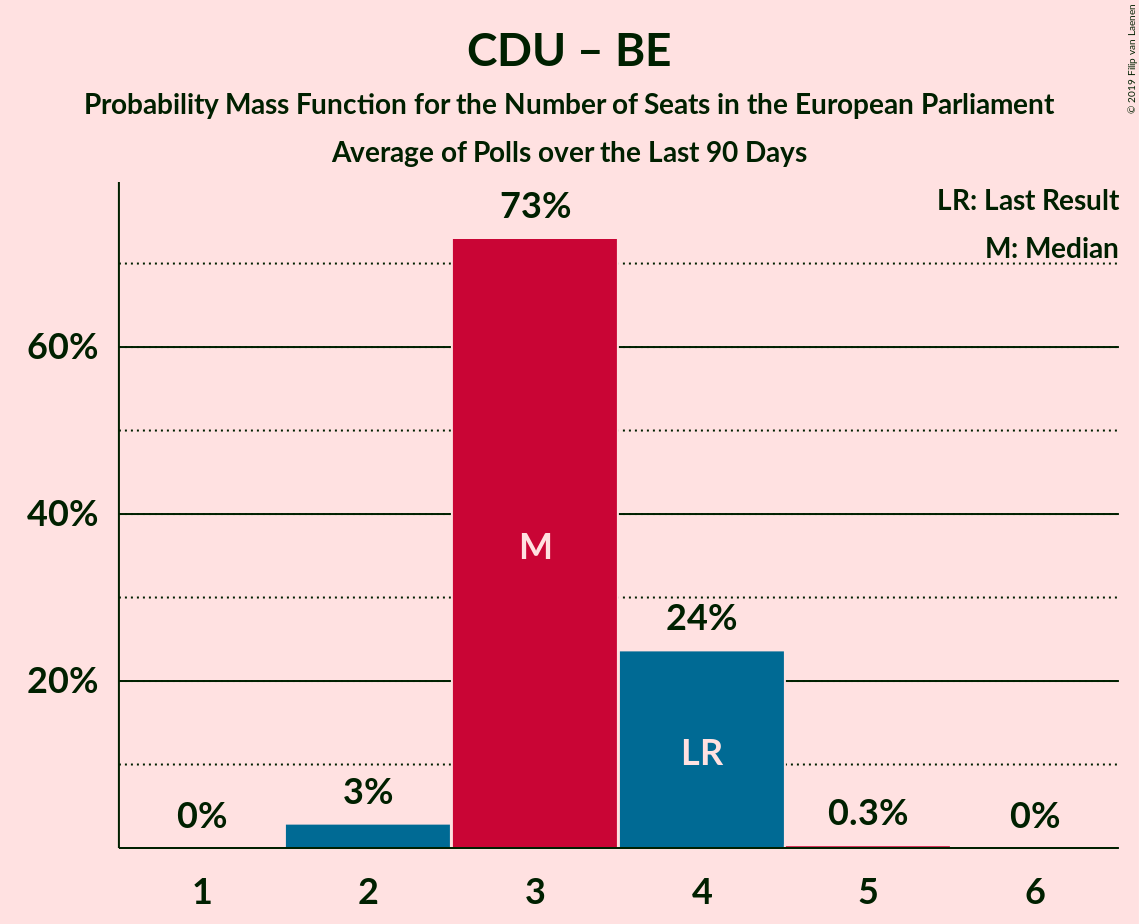 CDU – BE
Probability Mass Function for the Number of Seats in the European Parliament
Average of Polls over the Last 90 Days
© 2019 Filip van Laenen
LR: Last Result
M: Median
73%
60%
40%
20%
M
24%
LR
3%
0%
0.3%
0%
1 2 3 4 5 6